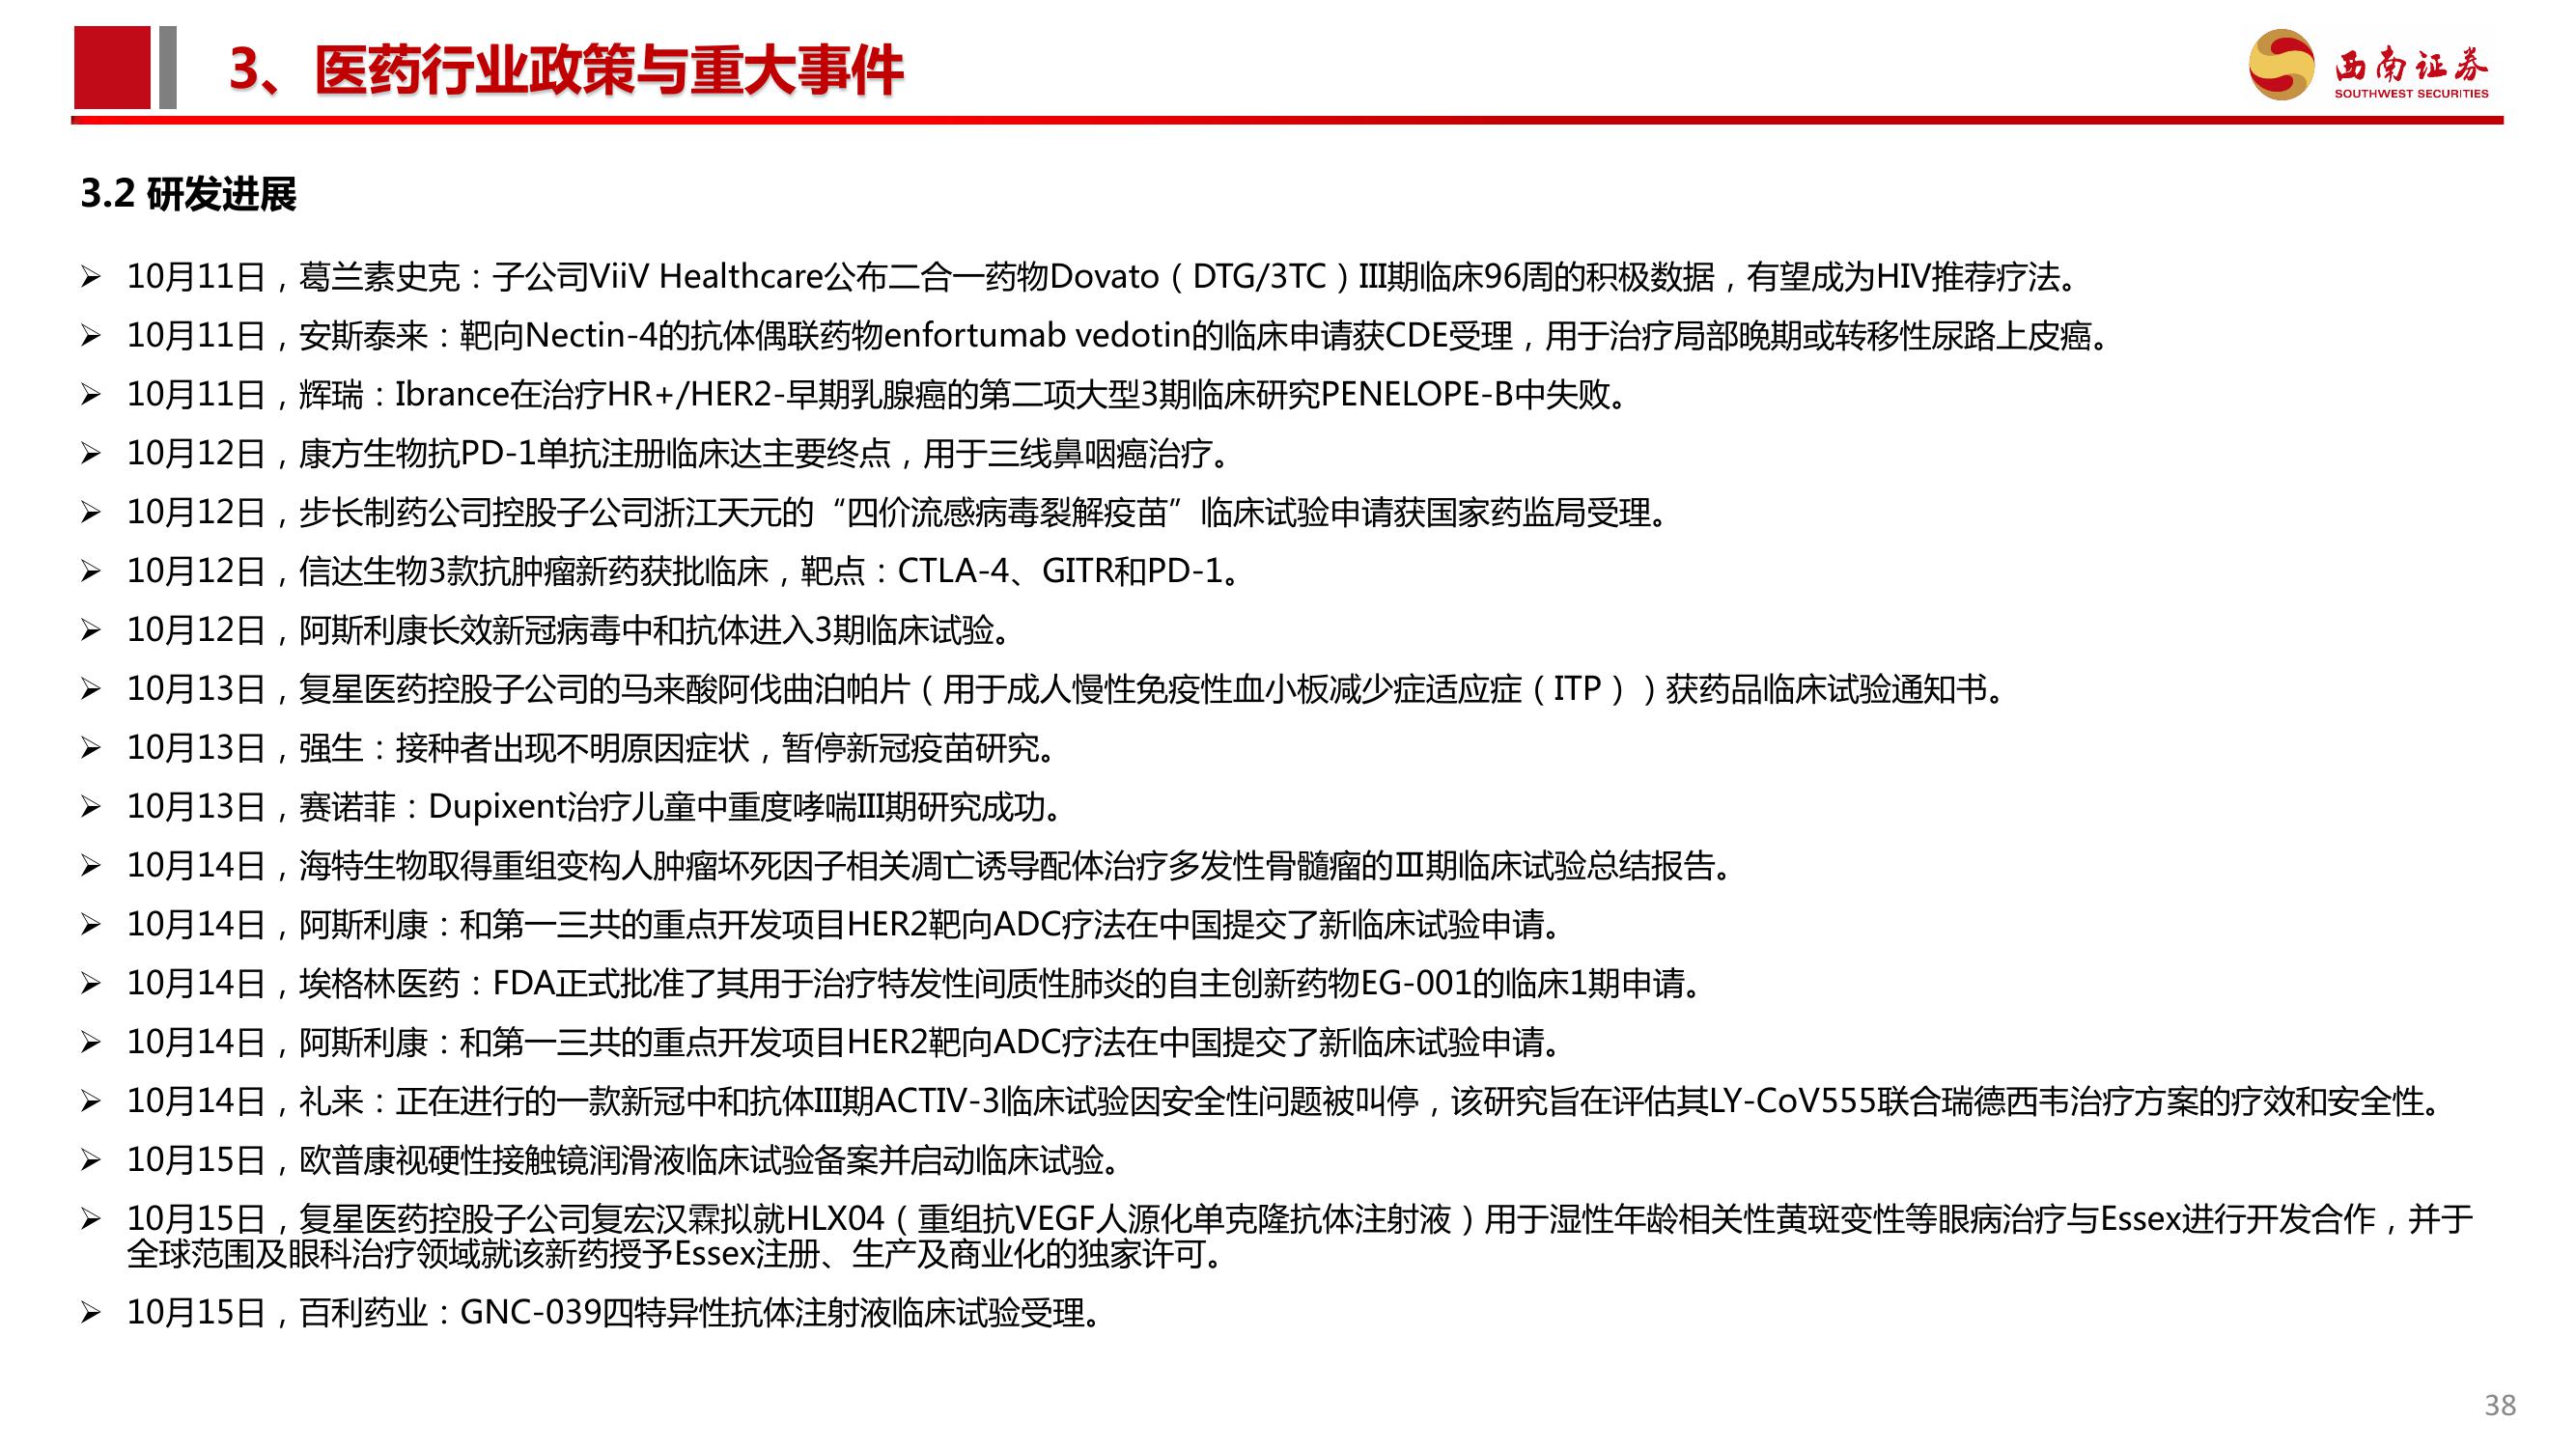 3、医药行业政策与重大事件
西南证券
SOUTHWEST SECURITIES
3.2 研发进展
➢ 10月11日，葛兰素史克：子公司ViiV Healthcare公布二合一药物Dovato（DTG/3TC）III期临床96周的积极数据，有望成为HIV推荐疗法。
➢ 10月11日，安斯泰来：靶向Nectin-4的抗体偶联药物enfortumab vedotin的临床申请获CDE受理，用于治疗局部晚期或转移性尿路上皮癌。
➢ 10月11日，辉瑞：Ibrance在治疗HR+/HER2-早期乳腺癌的第二项大型3期临床研究PENELOPE-B中失败。
➢ 10月12日，康方生物抗PD-1单抗注册临床达主要终点，用于三线鼻咽癌治疗。
➢ 10月12日，步长制药公司控股子公司浙江天元的“四价流感病毒裂解疫苗”临床试验申请获国家药监局受理。
➢ 10月12日，信达生物3款抗肿瘤新药获批临床，靶点：CTLA-4、GITR和PD-1。
➢ 10月12日，阿斯利康长效新冠病毒中和抗体进入3期临床试验。
➢ 10月13日，复星医药控股子公司的马来酸阿伐曲泊帕片（用于成人慢性免疫性血小板减少症适应症（ITP））获药品临床试验通知书。
➢ 10月13日，强生：接种者出现不明原因症状，暂停新冠疫苗研究。
➢ 10月13日，赛诺菲：Dupixent治疗儿童中重度哮喘III期研究成功。
➢ 10月14日，海特生物取得重组变构人肿瘤坏死因子相关凋亡诱导配体治疗多发性骨髓瘤的Ⅲ期临床试验总结报告。
➢ 10月14日，阿斯利康：和第一三共的重点开发项目HER2靶向ADC疗法在中国提交了新临床试验申请。
➢ 10月14日，埃格林医药：FDA正式批准了其用于治疗特发性间质性肺炎的自主创新药物EG-001的临床1期申请。
➢ 10月14日，阿斯利康：和第一三共的重点开发项目HER2靶向ADC疗法在中国提交了新临床试验申请。
➢ 10月14日，礼来：正在进行的一款新冠中和抗体III期ACTIV-3临床试验因安全性问题被叫停，该研究旨在评估其LY-CoV555联合瑞德西韦治疗方案的疗效和安全性。
➢ 10月15日，欧普康视硬性接触镜润滑液临床试验备案并启动临床试验。
➢ 10月15日，复星医药控股子公司复宏汉霖拟就HLX04（重组抗VEGF人源化单克隆抗体注射液）用于湿性年龄相关性黄斑变性等眼病治疗与Essex进行开发合作，并于
全球范围及眼科治疗领域就该新药授予Essex注册、生产及商业化的独家许可。
➢ 10月15日，百利药业：GNC-039四特异性抗体注射液临床试验受理。
38